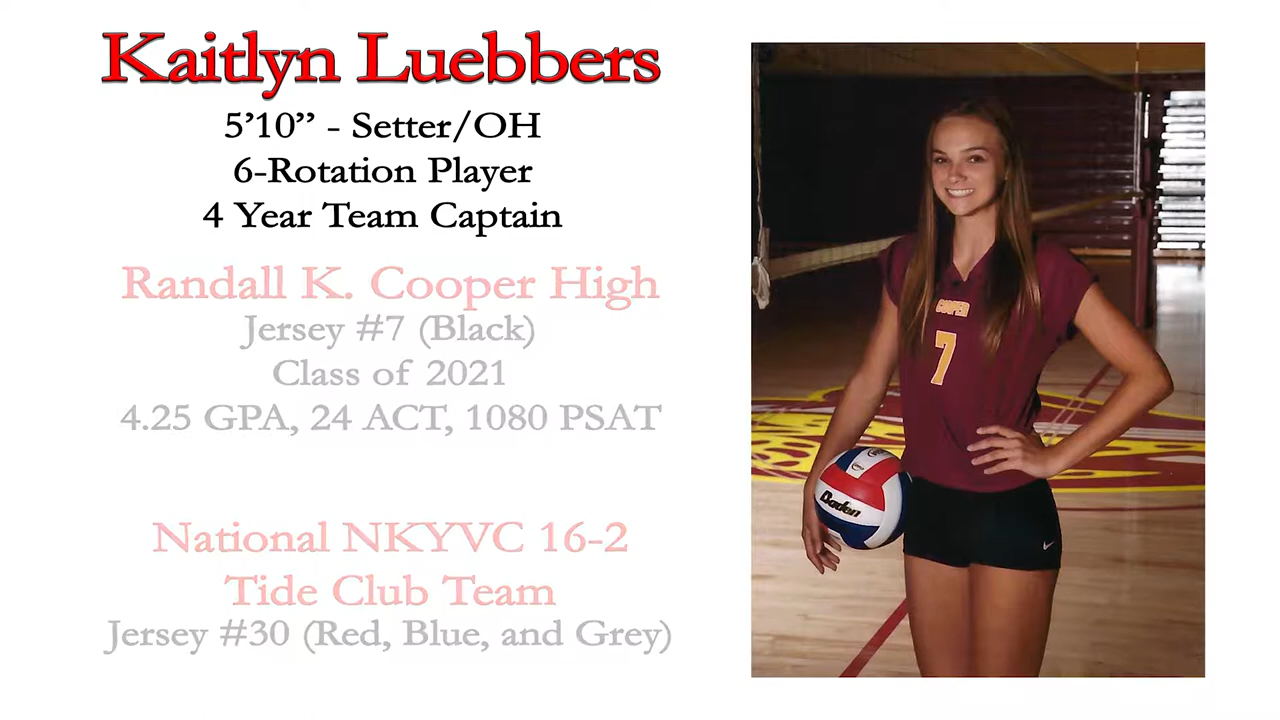 Kaitlyn Luebbers
5’10” - Setter/OH
6-Rotation Player
4 Year Team Captain
Randall K. Cooper High
Jersey #7 (Black)
Class of 2021
4.25 GPA, 24 ACT, 1080 PSAT
National NKYVC 16-2
Tide Club Team
Jersey #30 (Red, Blue, and Grey)
COOPER
7
Baden